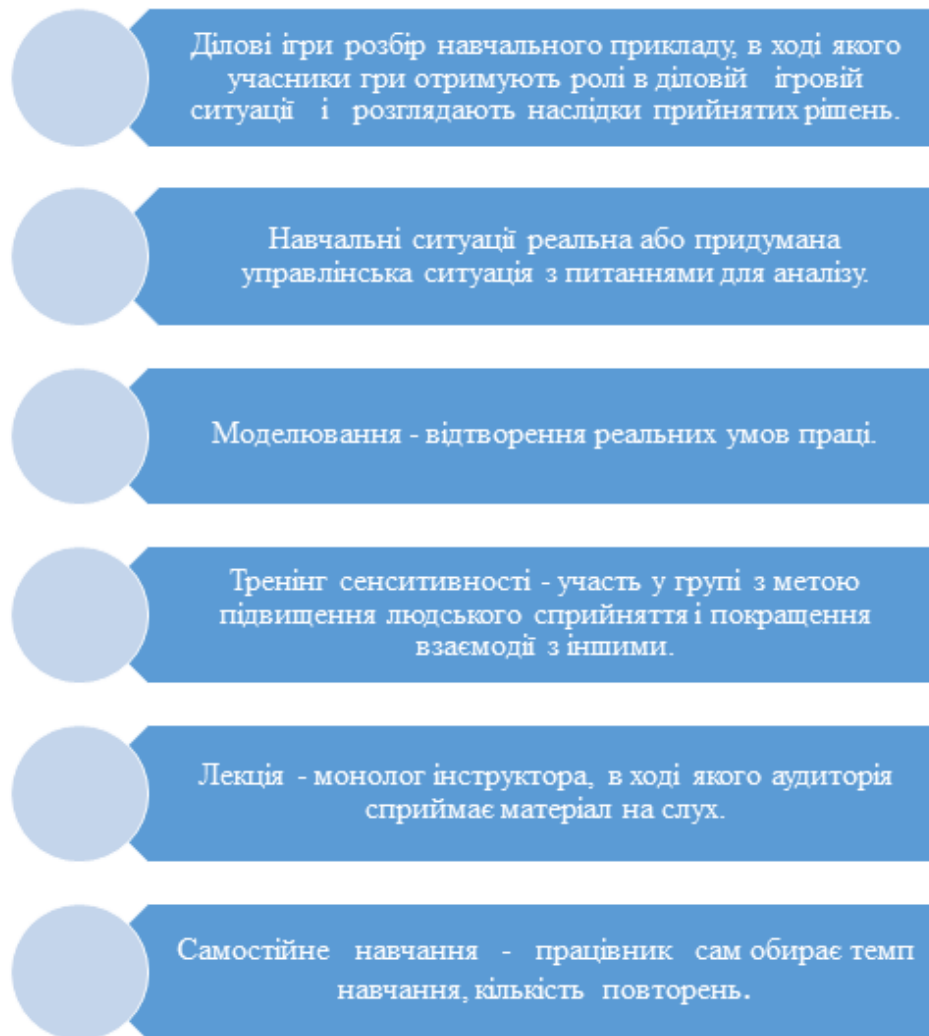 Ділові ігри розбір навчального прикладу, в ході якого
учасники гри отримують ролі в діловій ігровій
ситуації і розглядають наслідки прийнятих рішень.
Навчальні ситуації реальна або придумана
управлінська ситуація з питаннями для аналізу.
Моделювання - відтворення реальних умов праці.
Тренінг сенситивності - участь у групі з метою
підвищення людського сприйняття і покращення
взаємодії з іншими.
Лекція - монолог інструктора, в ході якого аудиторія
сприймає матеріал на слух.
Самостійне навчання - працівник сам обирає темп
навчання, кількість повторень.